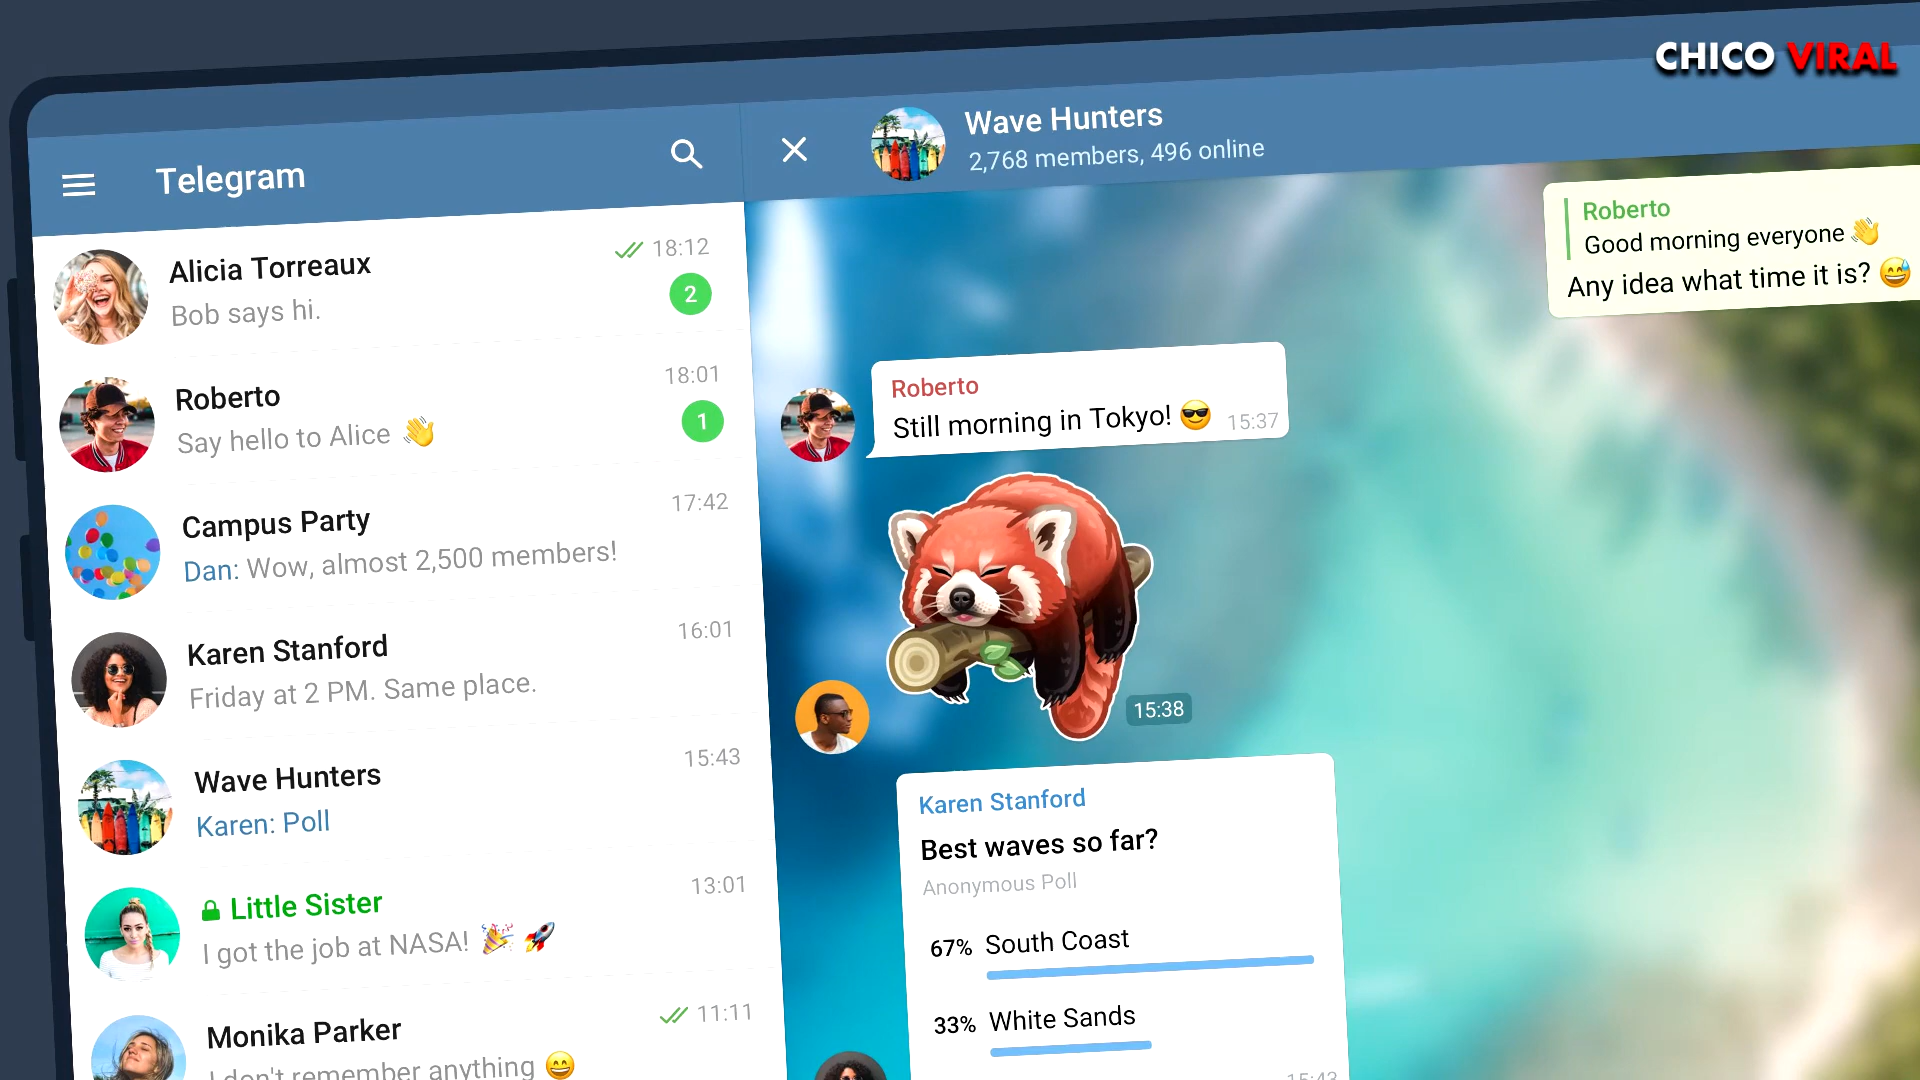 CHICO VIRAL
Telegram
Alicia Torreaux
18:12
Bob says hi.
2
Roberto
18:01
Say hello to Alice 👋
1
Campus Party
17:42
Dan: Wow, almost 2,500 members!
Karen Stanford
16:01
Friday at 2 PM. Same place.
Wave Hunters
15:43
Karen: Poll
Little Sister
13:01
I got the job at NASA! 🎉 🚀
Monika Parker
11:11
I don't remember anything 😄
Wave Hunters
2,768 members, 496 online
Roberto
Good morning everyone 👋
Any idea what time it is? 😅
Roberto
Still morning in Tokyo! 😎 15:37
15:38
Karen Stanford
Best waves so far?
Anonymous Poll
67% South Coast
33% White Sands
15:43